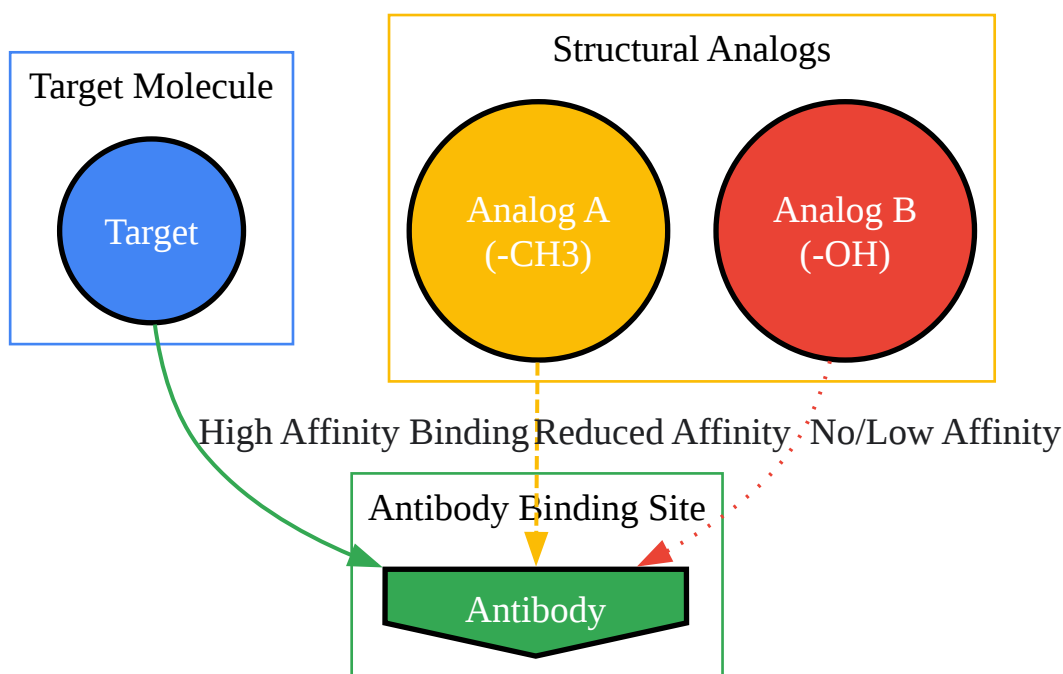 Structural Analogs
Target Molecule
Target
Analog A
(-CH3)
Analog B
(-OH)
High Affinity Binding
Reduced Affinity
No/Low Affinity
Antibody Binding Site
Antibody